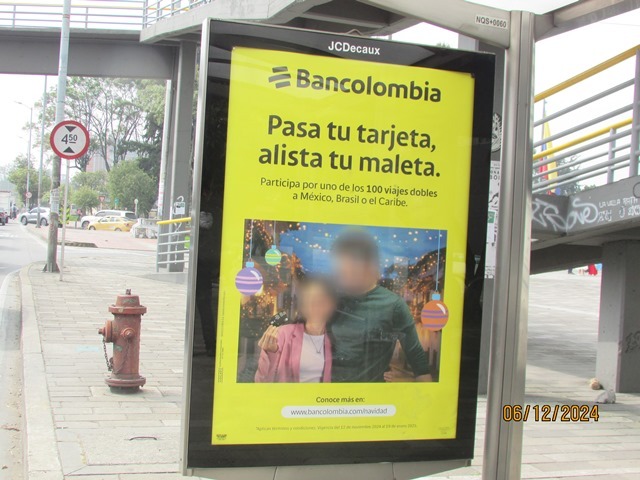 NQS+0060
JCDecaux
Bancolombia
Pasa tu tarjeta,
alista tu maleta.
Participa por uno de los 100 viajes dobles
a México, Brasil o el Caribe.
4.50
Conoce más en:
www.bancolombia.com/navidad
06/12/2024